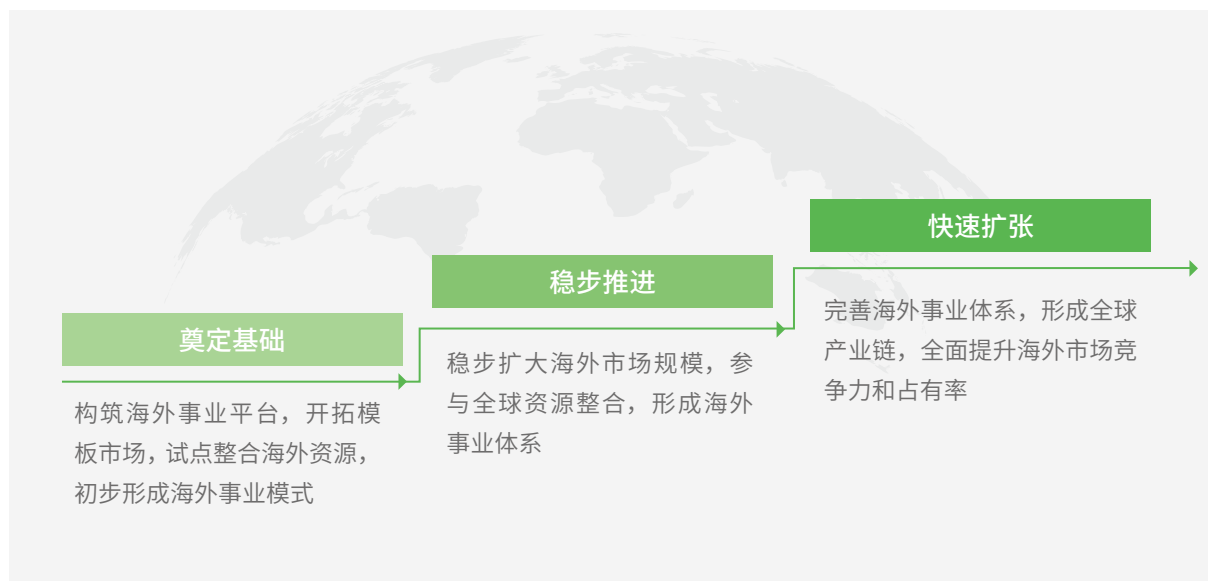 奠定基础
构筑海外事业平台，开拓模
板市场，试点整合海外资源，
初步形成海外事业模式
稳步推进
稳步扩大海外市场规模，参
与全球资源整合，形成海外
事业体系
快速扩张
完善海外事业体系，形成全球
产业链，全面提升海外市场竞
争力和占有率